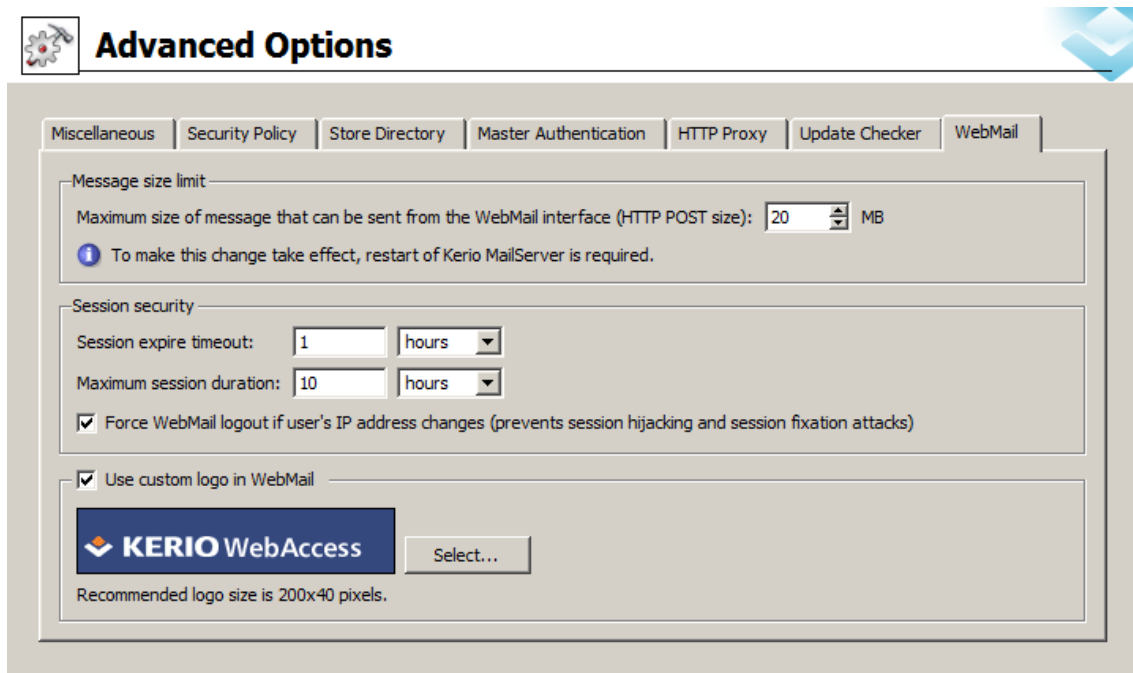 Advanced Options
Miscellaneous Security Policy Store Directory Master Authentication HTTP Proxy Update Checker WebMail
Message size limit
Maximum size of message that can be sent from the WebMail interface (HTTP POST size): 20 MB
To make this change take effect, restart of Kerio MailServer is required.
Session security
Session expire timeout: 1 hours
Maximum session duration: 10 hours
Force WebMail logout if user's IP address changes (prevents session hijacking and session fixation attacks)
Use custom logo in WebMail
KERIO WebAccess Select...
Recommended logo size is 200x40 pixels.